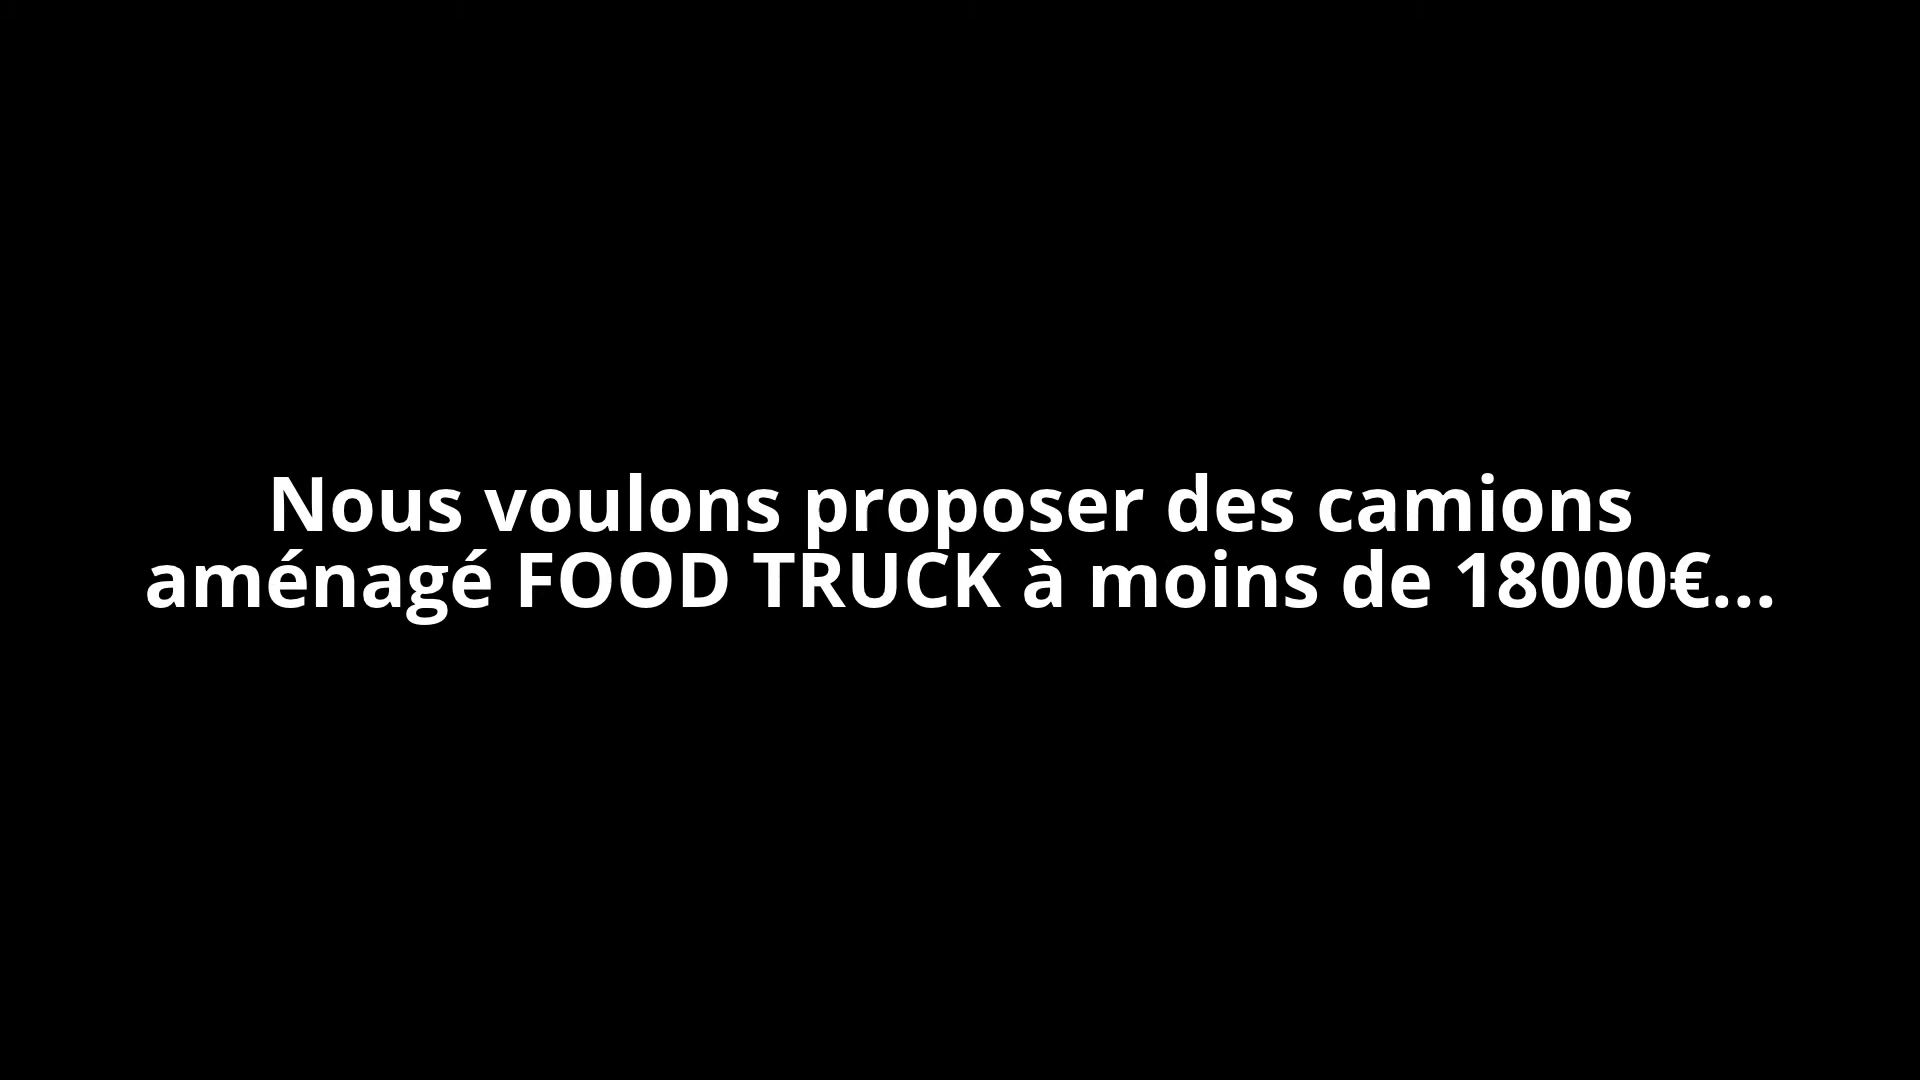 Nous voulons proposer des camions
aménagé FOOD TRUCK à moins de 18000€...